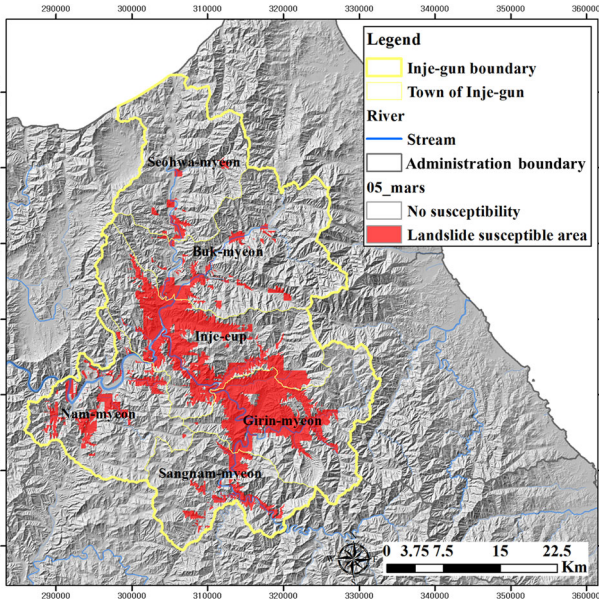 290000 300000 310000 320000 330000 340000 350000 360000
Legend
Inje-gun boundary
Town of Inje-gun
River
Stream
Administration boundary
05_mars
No susceptibility
Landslide susceptible area
Seohwa-myeon
Buk-myeon
Inje-eup
Nam-myeon
Girin-myeon
Sangnam-myeon
0 3.75 7.5 15 22.5
Km
290000 300000 310000 320000 330000 340000 350000 360000